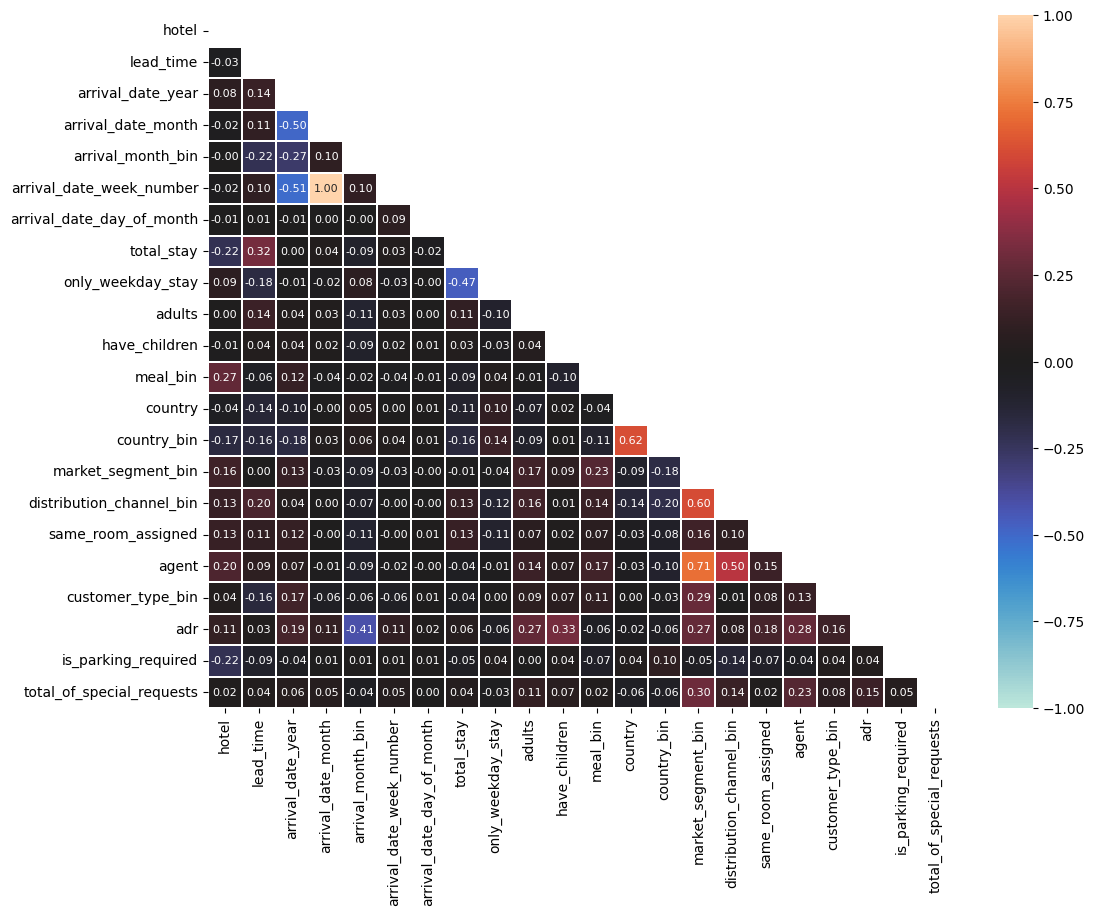 hotel
lead_time -0.03
arrival_date_year 0.08 0.14
arrival_date_month -0.02 0.11 -0.50
arrival_month_bin -0.00 -0.22 -0.27 0.10
arrival_date_week_number -0.02 0.10 -0.51 1.00 0.10
arrival_date_day_of_month -0.01 0.01 -0.01 0.00 -0.00 0.09
total_stay -0.22 0.32 0.00 0.04 -0.09 0.03 -0.02
only_weekday_stay 0.09 -0.18 -0.01 -0.02 0.08 -0.03 -0.00 -0.47
adults 0.00 0.14 0.04 0.03 -0.11 0.03 0.00 0.11 -0.10
have_children -0.01 0.04 0.04 0.02 -0.09 0.02 0.01 0.03 -0.03 0.04
meal_bin 0.27 -0.06 0.12 -0.04 -0.02 -0.04 -0.01 -0.09 0.04 -0.01 -0.10
country -0.04 -0.14 -0.10 -0.00 0.05 0.00 0.01 -0.11 0.10 -0.07 0.02 -0.04
country_bin -0.17 -0.16 -0.18 0.03 0.06 0.04 0.01 -0.16 0.14 -0.09 0.01 -0.11 0.62
market_segment_bin 0.16 0.00 0.13 -0.03 -0.09 -0.03 -0.00 -0.01 -0.04 0.17 0.09 0.23 -0.09 -0.18
distribution_channel_bin 0.13 0.20 0.04 0.00 -0.07 -0.00 -0.00 0.13 -0.12 0.16 0.01 0.14 -0.14 -0.20 0.60
same_room_assigned 0.13 0.11 0.12 -0.00 -0.11 -0.00 0.01 0.13 -0.11 0.07 0.02 0.07 -0.03 -0.08 0.16 0.10
agent 0.20 0.09 0.07 -0.01 -0.09 -0.02 -0.00 -0.04 -0.01 0.14 0.07 0.17 -0.03 -0.10 0.71 0.50 0.15
customer_type_bin 0.04 -0.16 0.17 -0.06 -0.06 -0.06 0.01 -0.04 0.00 0.09 0.07 0.11 0.00 -0.03 0.29 -0.01 0.08 0.13
adr 0.11 0.03 0.19 0.11 -0.41 0.11 0.02 0.06 -0.06 0.27 0.33 -0.06 -0.02 -0.06 0.27 0.08 0.18 0.28 0.16
is_parking_required -0.22 -0.09 -0.04 0.01 0.01 0.01 0.01 -0.05 0.04 0.00 0.04 -0.07 0.04 0.10 -0.05 -0.14 -0.07 -0.04 0.04 0.04
total_of_special_requests 0.02 0.04 0.06 0.05 -0.04 0.05 0.00 0.04 -0.03 0.11 0.07 0.02 -0.06 -0.06 0.30 0.14 0.02 0.23 0.08 0.15 0.05
hotel
lead_time
arrival_date_year
arrival_date_month
arrival_month_bin
arrival_date_week_number
arrival_date_day_of_month
total_stay
only_weekday_stay
adults
have_children
meal_bin
country
country_bin
market_segment_bin
distribution_channel_bin
same_room_assigned
agent
customer_type_bin
adr
is_parking_required
total_of_special_requests
1.00
0.75
0.50
0.25
0.00
−0.25
−0.50
−0.75
−1.00